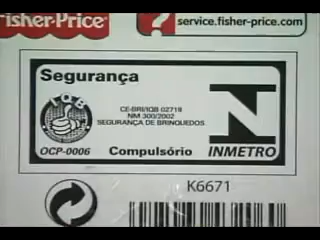 Fisher-Price
?
service.fisher-price.com
Segurança
IQB
CE-BRI/IQB 02719
NM 300/2002
SEGURANÇA DE BRINQUEDOS
OCP-0006
Compulsório
INMETRO
K6671